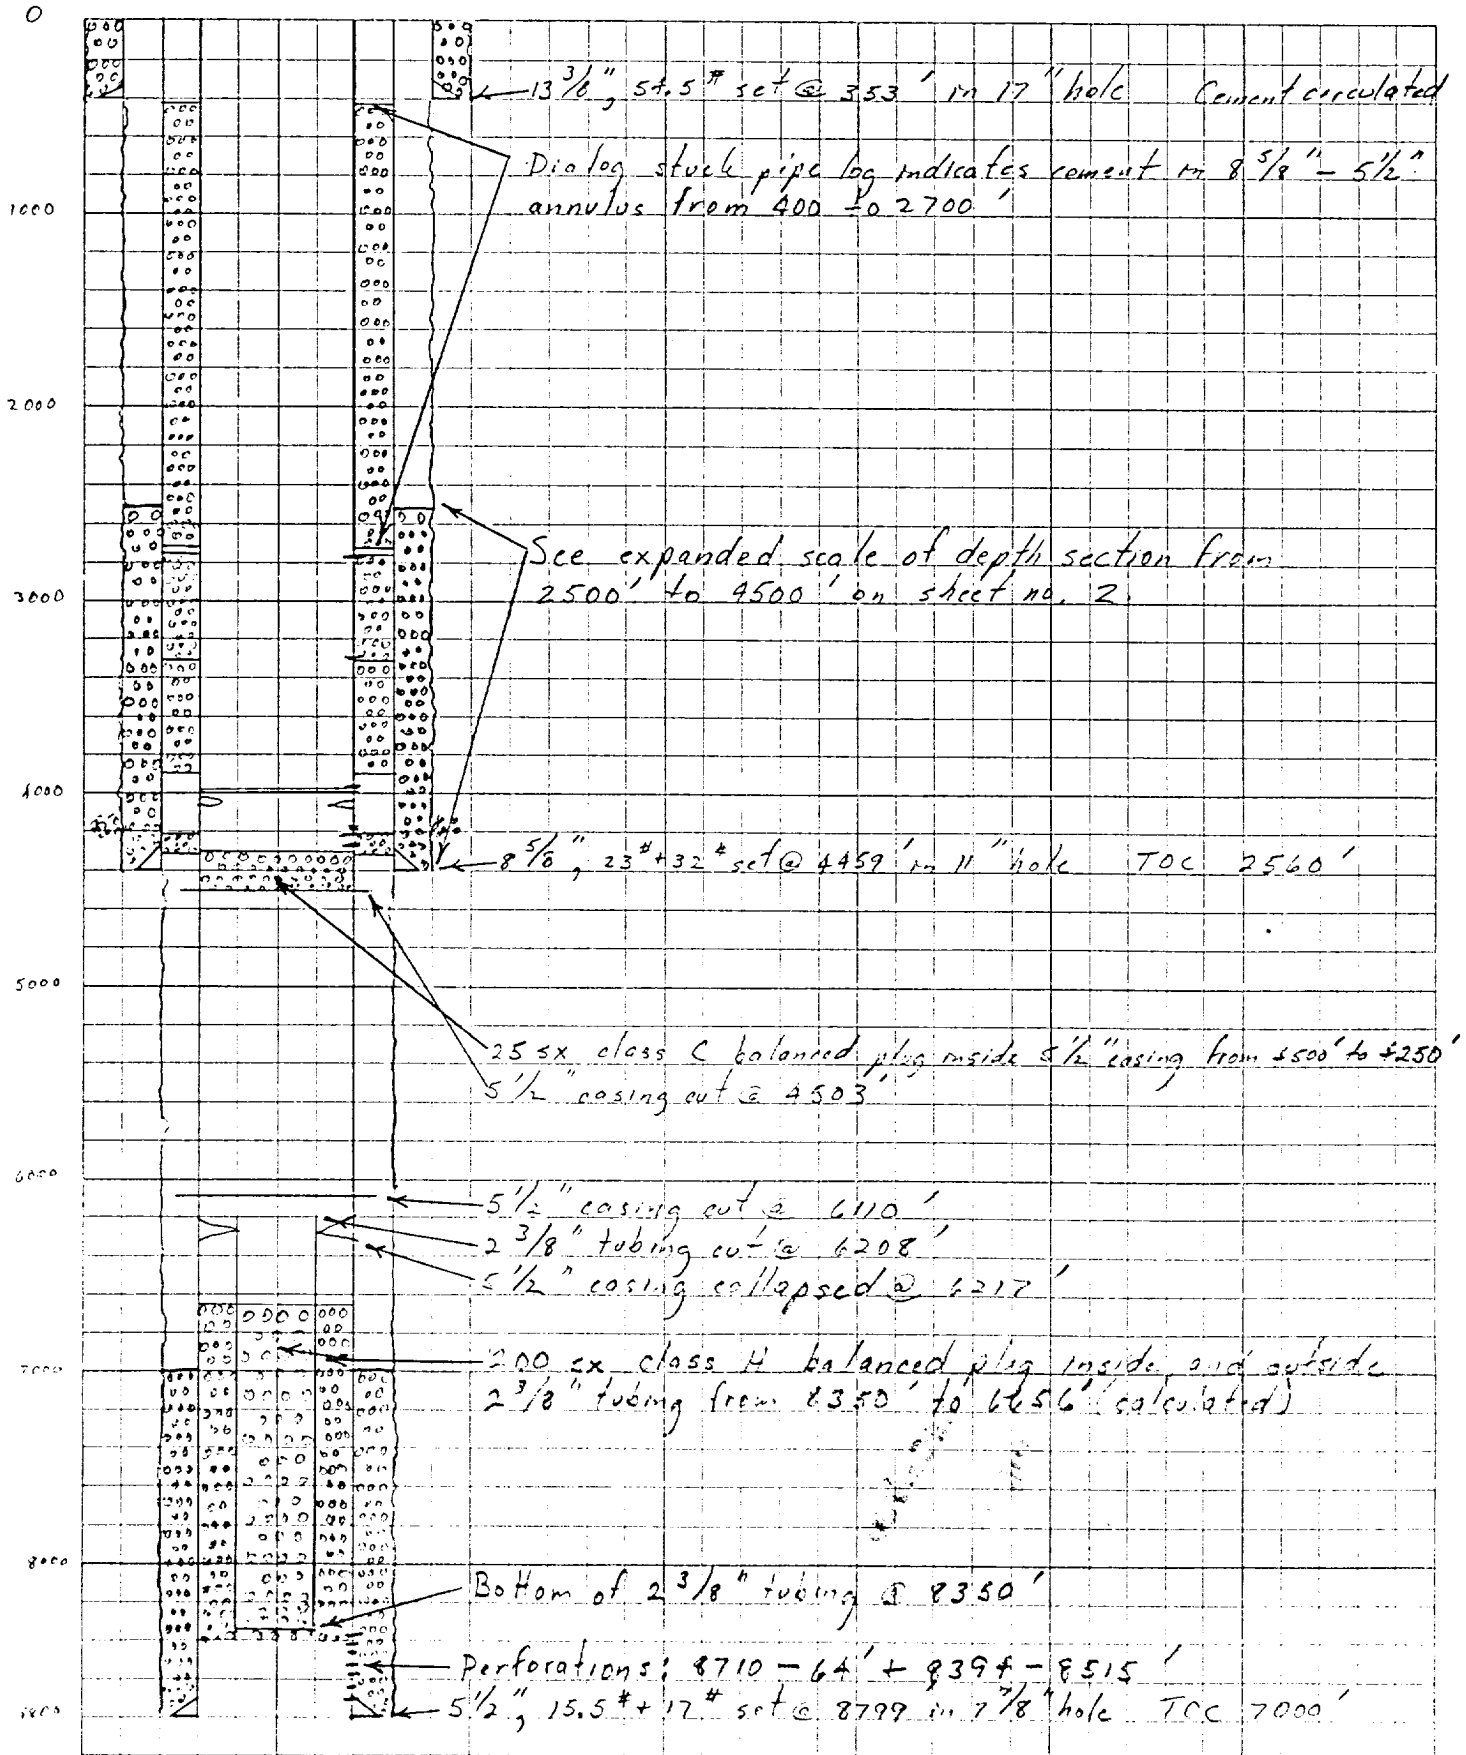 0
13 3/8", 54.5# set @ 353' in 17" hole Cement circulated
Dialog stuck pipe log indicates cement in 8 5/8" - 5 1/2"
annulus from 400 to 2700'
1000
2000
See expanded scale of depth section from
2500' to 4500' on sheet no. 2.
3000
4000
8 5/8", 23# + 32# set @ 4459' in 11" hole TOC 2560'
5000
25 sx class C balanced plug inside 5 1/2" casing from 4500' to 4250'
5 1/2" casing cut @ 4503'
6000
5 1/2" casing cut @ 6110'
2 3/8" tubing cut @ 6208'
5 1/2" casing collapsed @ 6217'
200 sx class H balanced plug inside and outside
7000
2 3/8" tubing from 8350' to 6656' (calculated)
8000
Bottom of 2 3/8" tubing @ 8350'
Perforations: 8710 - 64' + 8394 - 8515'
5 1/2", 15.5# + 17# set @ 8799 in 7 7/8" hole TOC 7000'